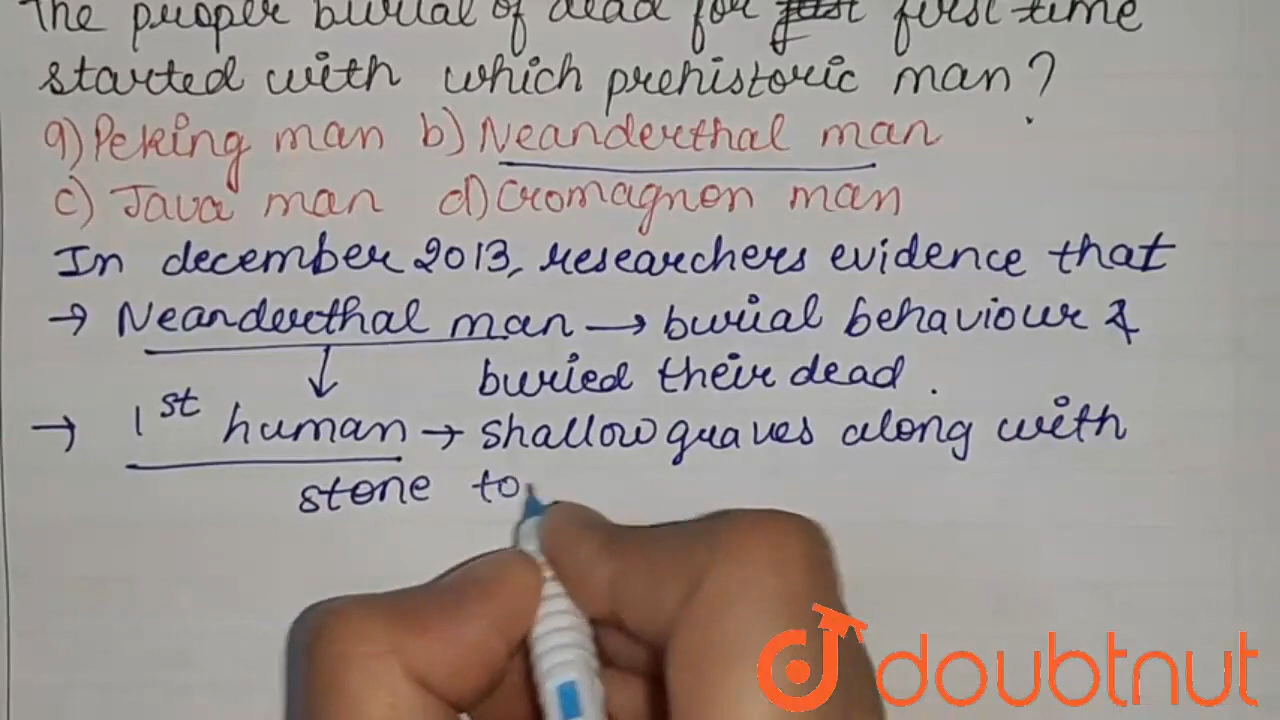 The proper burial of dead for first time
started with which prehistoric man?
a) Peking man b) Neanderthal man
c) Java man d) Cromagnon man
In december 2013, researchers evidence that
→ Neanderthal man → burial behaviour &
buried their dead.
→ 1st human → shallow graves along with
stone to
doubtnut